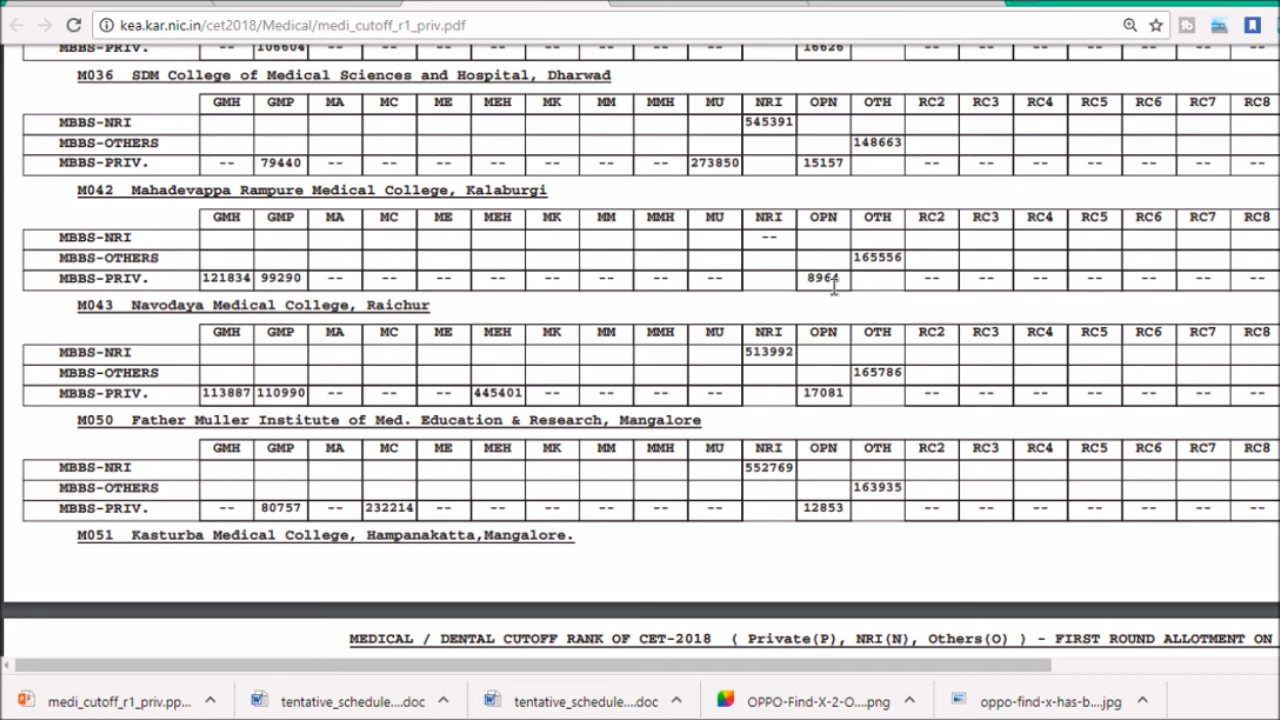 kea.kar.nic.in/cet2018/Medical/medi_cutoff_r1_priv.pdf
MBBS-PRIV. -- 106604 -- -- -- -- -- -- -- -- 16626 -- -- -- -- -- -- --
M036 SDM College of Medical Sciences and Hospital, Dharwad
GMH GMP MA MC ME MEH MK MM MMH MU NRI OPN OTH RC2 RC3 RC4 RC5 RC6 RC7 RC8
MBBS-NRI 545391
MBBS-OTHERS 148663
MBBS-PRIV. -- 79440 -- -- -- -- -- -- -- 273850 15157 -- -- -- -- -- -- --
M042 Mahadevappa Rampure Medical College, Kalaburgi
GMH GMP MA MC ME MEH MK MM MMH MU NRI OPN OTH RC2 RC3 RC4 RC5 RC6 RC7 RC8
MBBS-NRI --
MBBS-OTHERS 165556
MBBS-PRIV. 121834 99290 -- -- -- -- -- -- -- -- 8964 -- -- -- -- -- -- --
M043 Navodaya Medical College, Raichur
GMH GMP MA MC ME MEH MK MM MMH MU NRI OPN OTH RC2 RC3 RC4 RC5 RC6 RC7 RC8
MBBS-NRI 513992
MBBS-OTHERS 165786
MBBS-PRIV. 113887 110990 -- -- -- 445401 -- -- -- -- 17081 -- -- -- -- -- -- --
M050 Father Muller Institute of Med. Education & Research, Mangalore
GMH GMP MA MC ME MEH MK MM MMH MU NRI OPN OTH RC2 RC3 RC4 RC5 RC6 RC7 RC8
MBBS-NRI 552769
MBBS-OTHERS 163935
MBBS-PRIV. -- 80757 -- 232214 -- -- -- -- -- -- 12853 -- -- -- -- -- -- --
M051 Kasturba Medical College, Hampanakatta,Mangalore.
MEDICAL / DENTAL CUTOFF RANK OF CET-2018 ( Private(P), NRI(N), Others(O) ) - FIRST ROUND ALLOTMENT ON
medi_cutoff_r1_priv.pp... tentative_schedule....doc tentative_schedule....doc OPPO-Find-X-2-O....png oppo-find-x-has-b....jpg